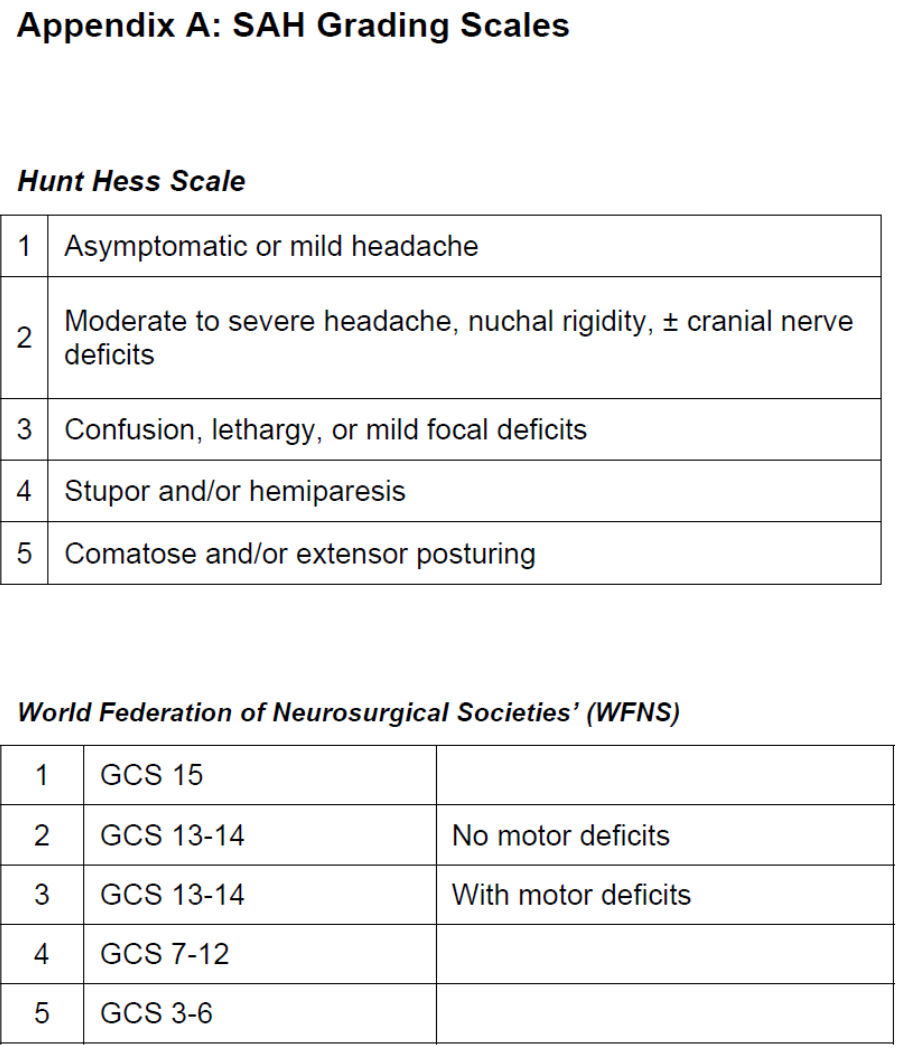 Appendix A: SAH Grading Scales
Hunt Hess Scale
1 Asymptomatic or mild headache
2 Moderate to severe headache, nuchal rigidity, ± cranial nerve
deficits
3 Confusion, lethargy, or mild focal deficits
4 Stupor and/or hemiparesis
5 Comatose and/or extensor posturing
World Federation of Neurosurgical Societies’ (WFNS)
1 GCS 15
2 GCS 13-14 No motor deficits
3 GCS 13-14 With motor deficits
4 GCS 7-12
5 GCS 3-6